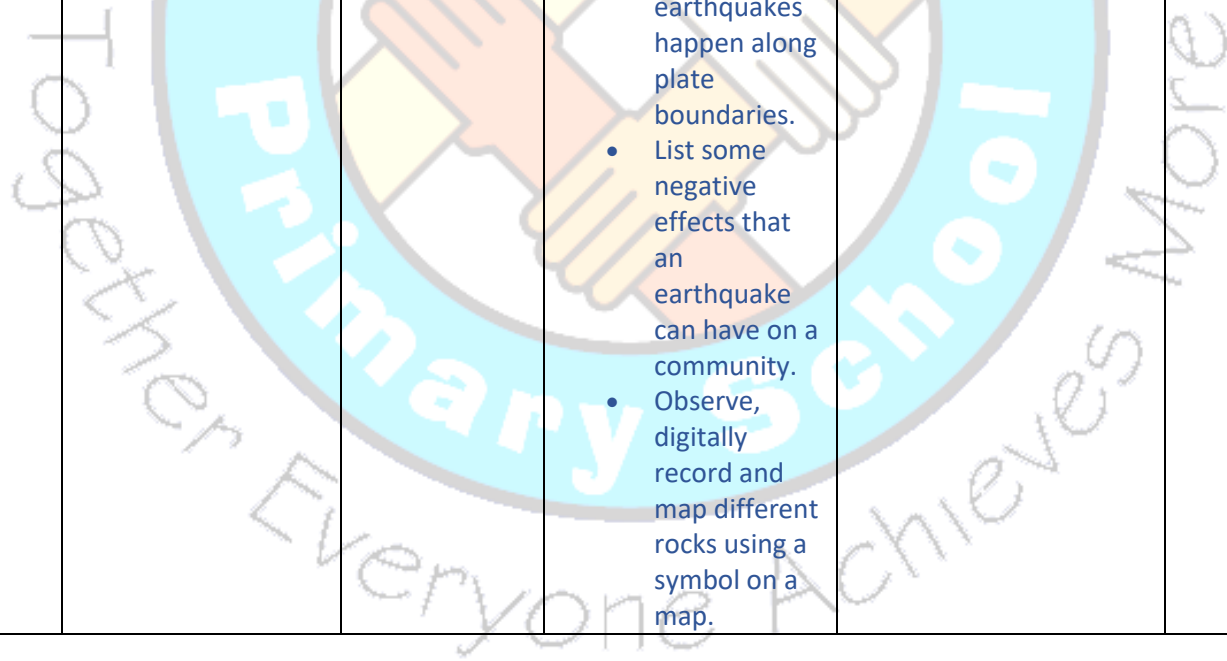 earthquakes
happen along
plate
boundaries.
• List some
negative
effects that
an
earthquake
can have on a
community.
• Observe,
digitally
record and
map different
rocks using a
symbol on a
map.
Primary School
Together Everyone Achieves More